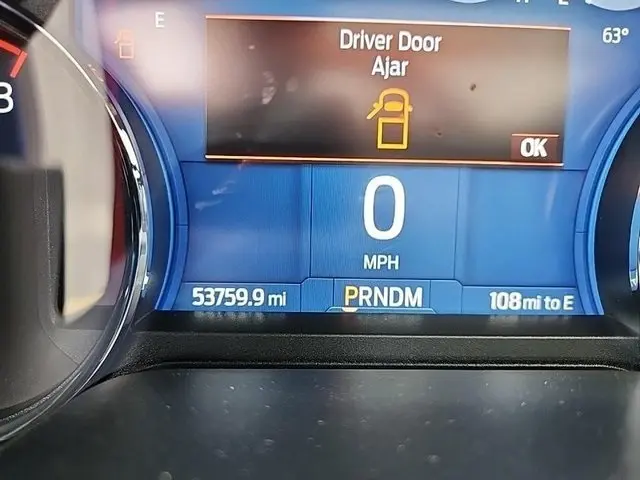 E
Driver Door
Ajar
63°
OK
0
MPH
53759.9 mi
PRNDM
108 mi to E